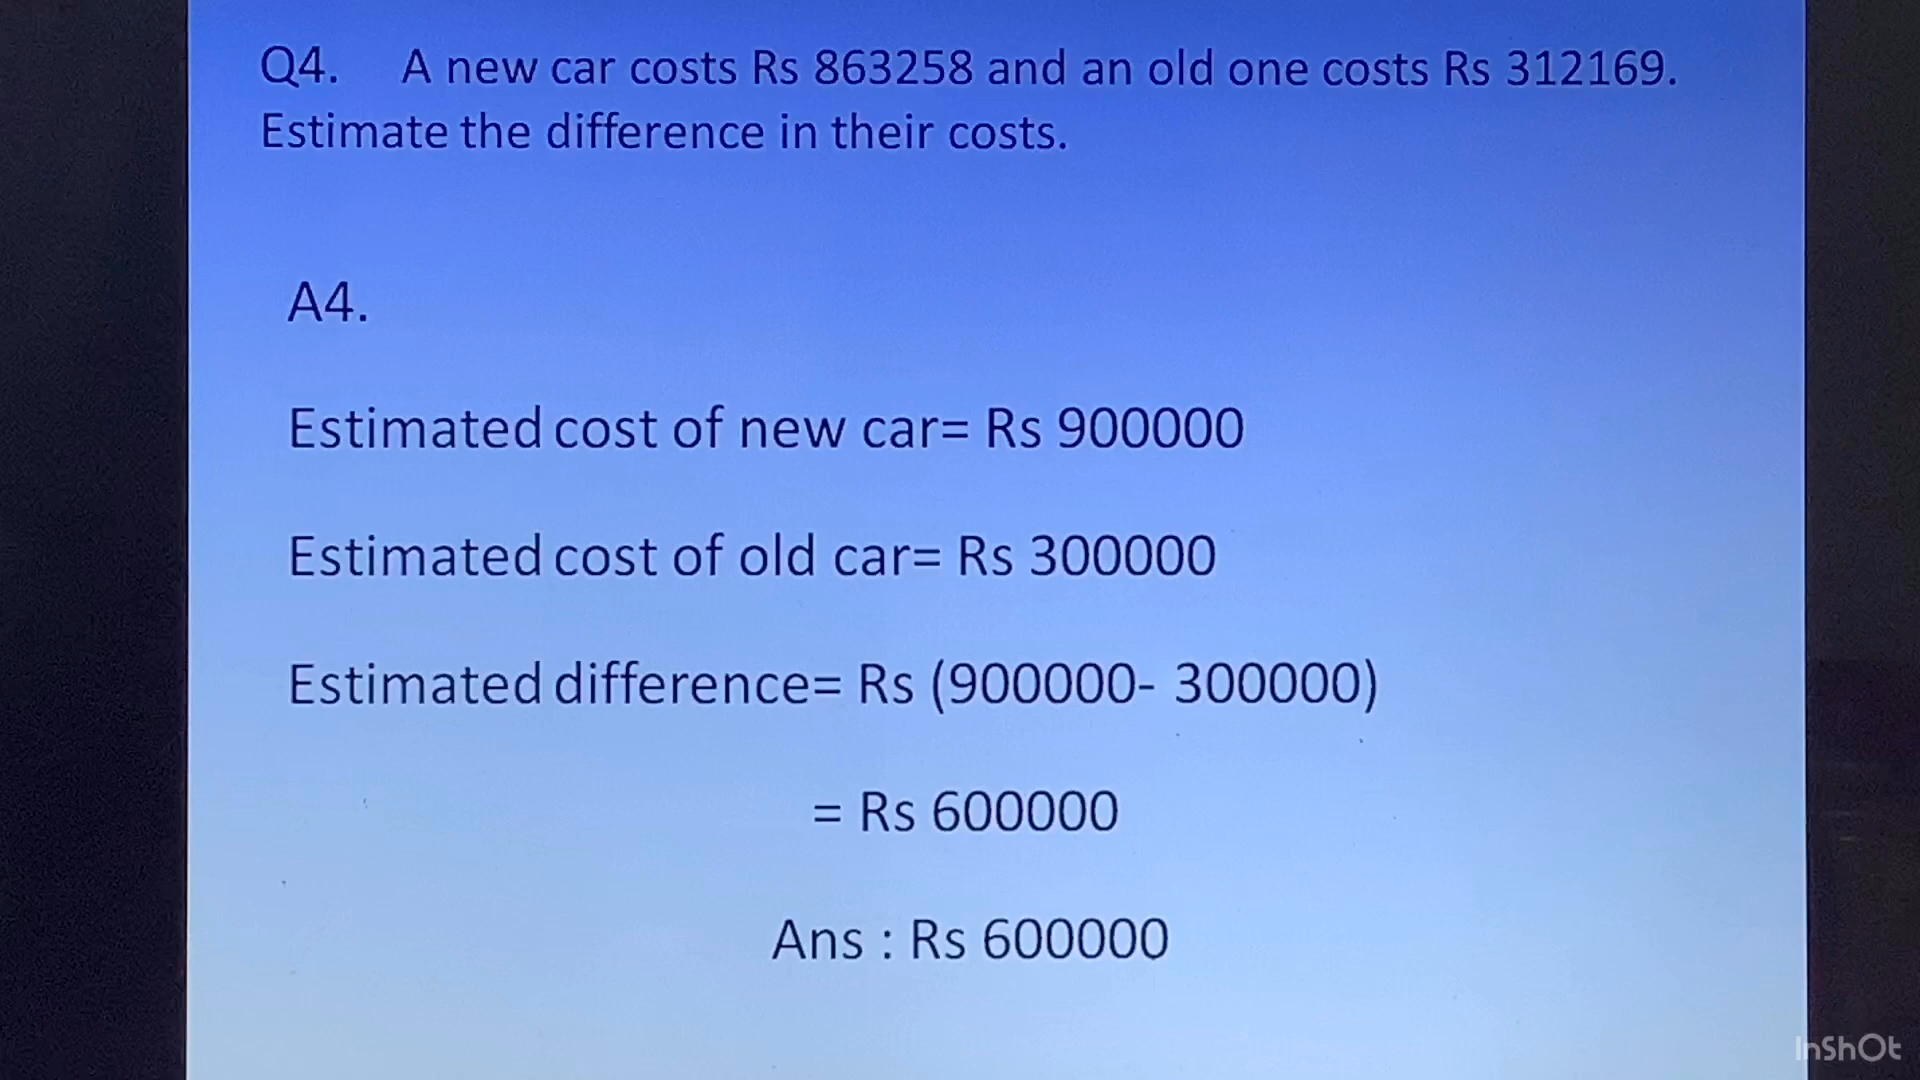 Q4. A new car costs Rs 863258 and an old one costs Rs 312169.
Estimate the difference in their costs.
A4.
Estimated cost of new car= Rs 900000
Estimated cost of old car= Rs 300000
Estimated difference= Rs (900000- 300000)
= Rs 600000
Ans : Rs 600000
InShOt